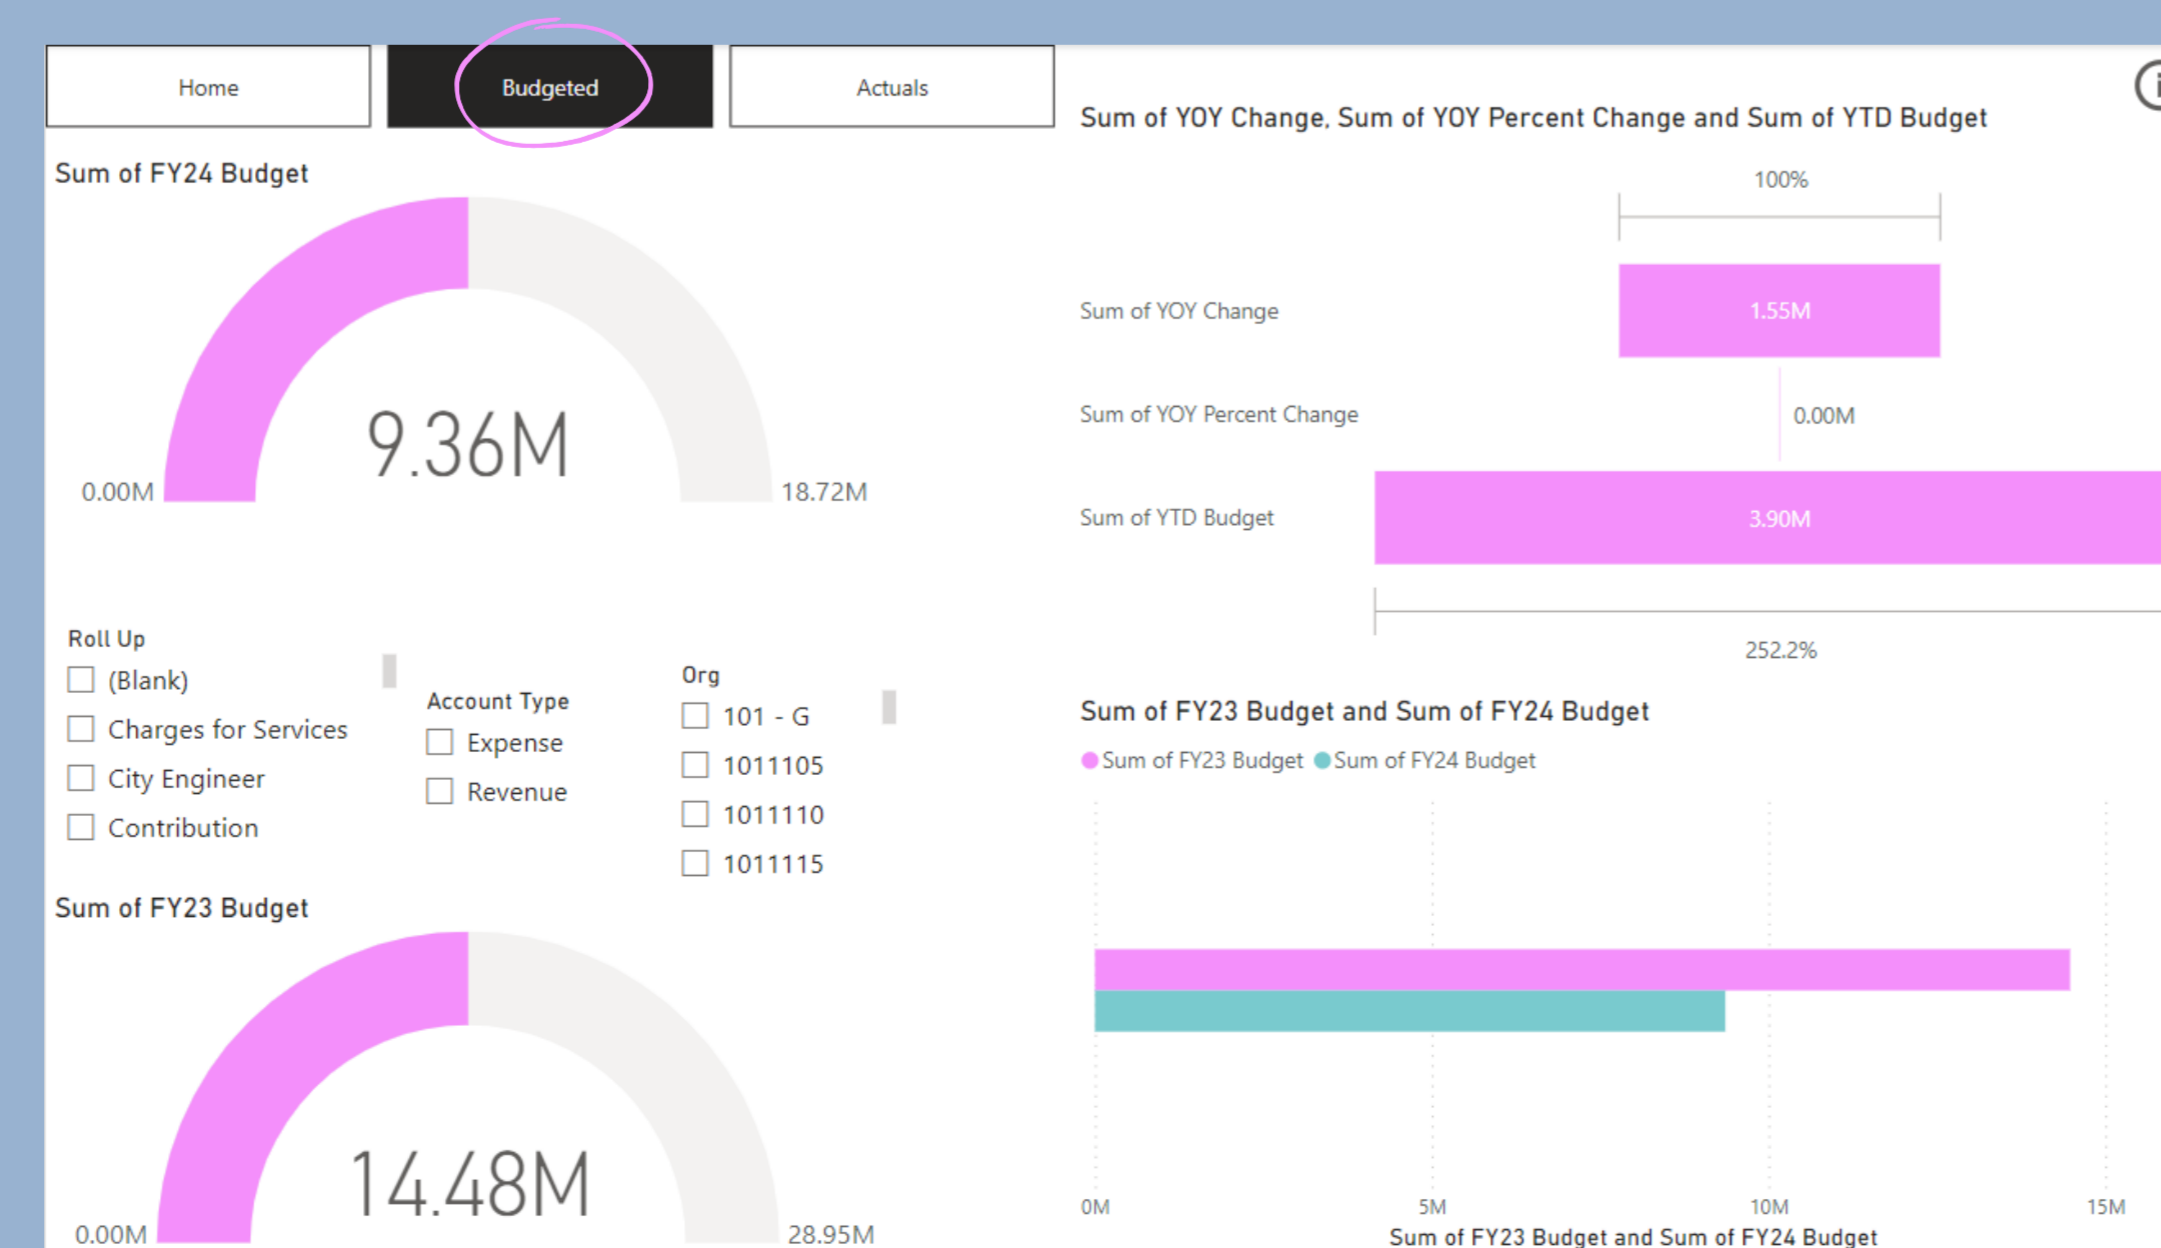 Home
Budgeted
Actuals
Sum of FY24 Budget
9.36M
0.00M
18.72M
Roll Up
(Blank)
Charges for Services
City Engineer
Contribution
Account Type
Expense
Revenue
Org
101 - G
1011105
1011110
1011115
Sum of FY23 Budget
14.48M
0.00M
28.95M
Sum of YOY Change, Sum of YOY Percent Change and Sum of YTD Budget
100%
Sum of YOY Change
1.55M
Sum of YOY Percent Change
0.00M
Sum of YTD Budget
3.90M
252.2%
Sum of FY23 Budget and Sum of FY24 Budget
Sum of FY23 Budget Sum of FY24 Budget
0M 5M 10M 15M
Sum of FY23 Budget and Sum of FY24 Budget